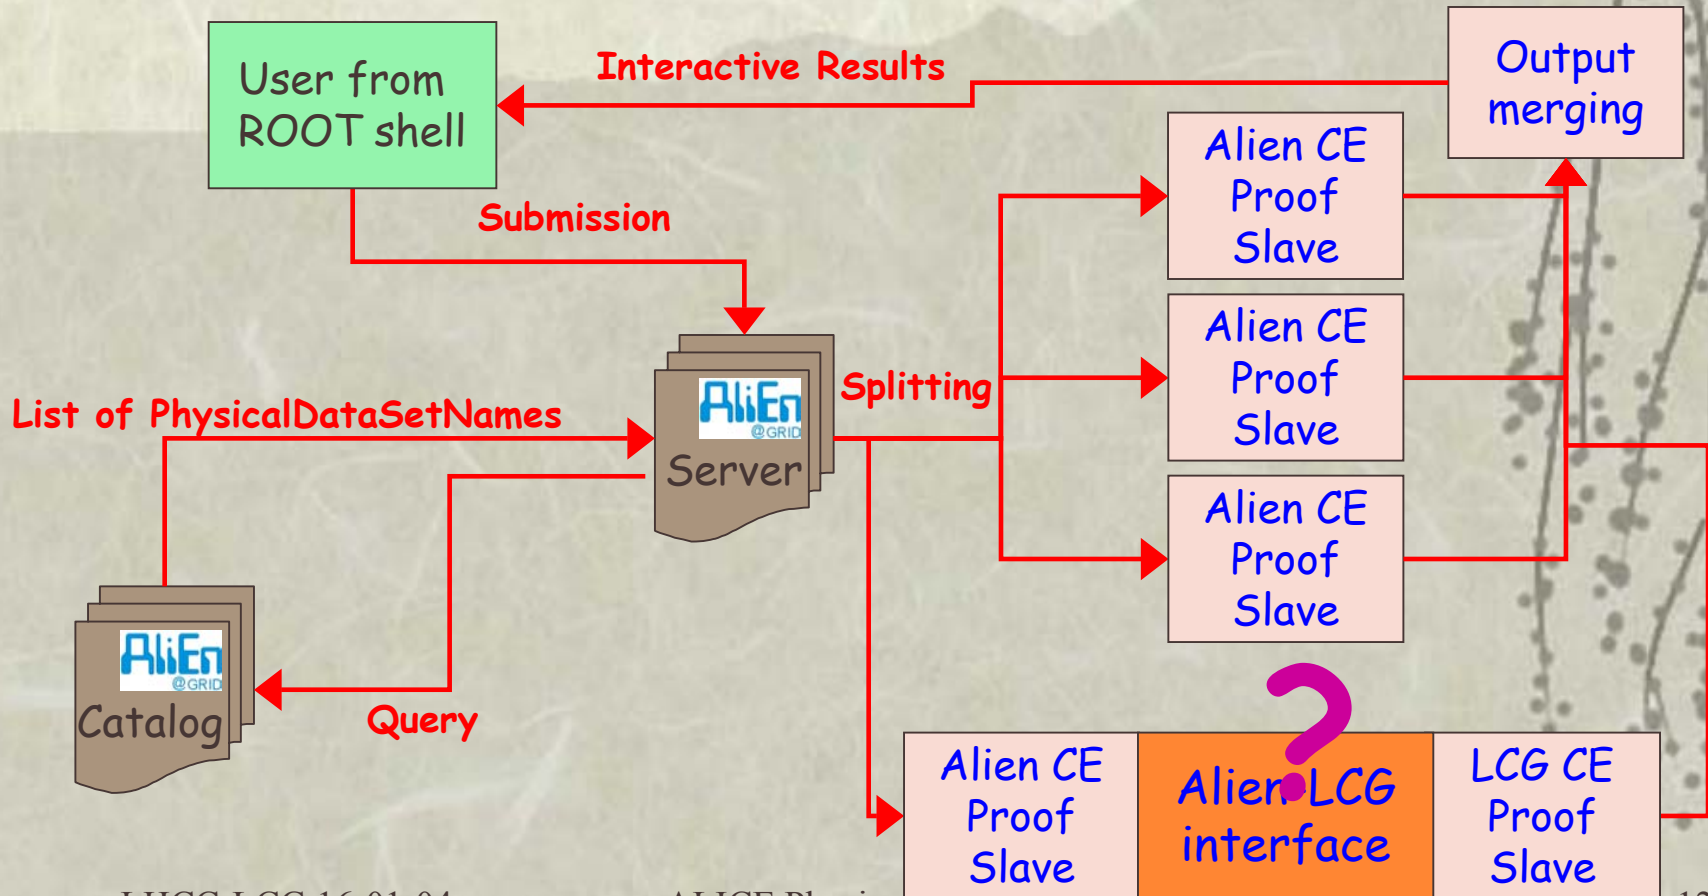 User from
ROOT shell
Interactive Results
Output
merging
Submission
Alien CE
Proof
Slave
Alien CE
Proof
Slave
Splitting
List of PhysicalDataSetNames
AliEn
@GRID
Server
Alien CE
Proof
Slave
AliEn
@GRID
Catalog
Query
?
Alien CE
Proof
Slave
Alien LCG
interface
LCG CE
Proof
Slave